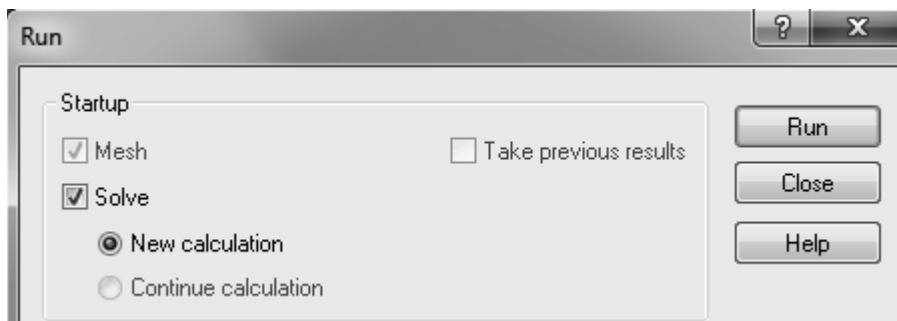 Run
?
X
Startup
Mesh
Take previous results
Run
Solve
Close
New calculation
Help
Continue calculation